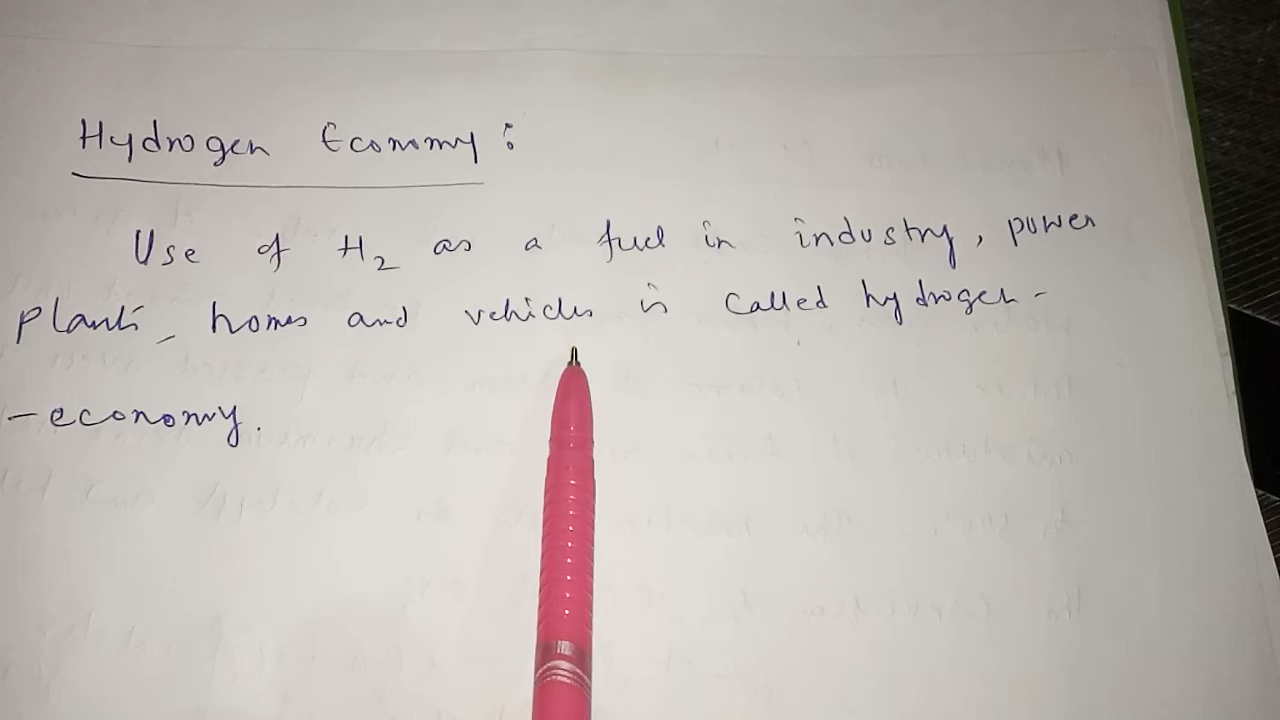 Hydrogen Economy:
Use of H₂ as a fuel in industry, power
plants, homes and vehicles is called hydrogen-
-economy.